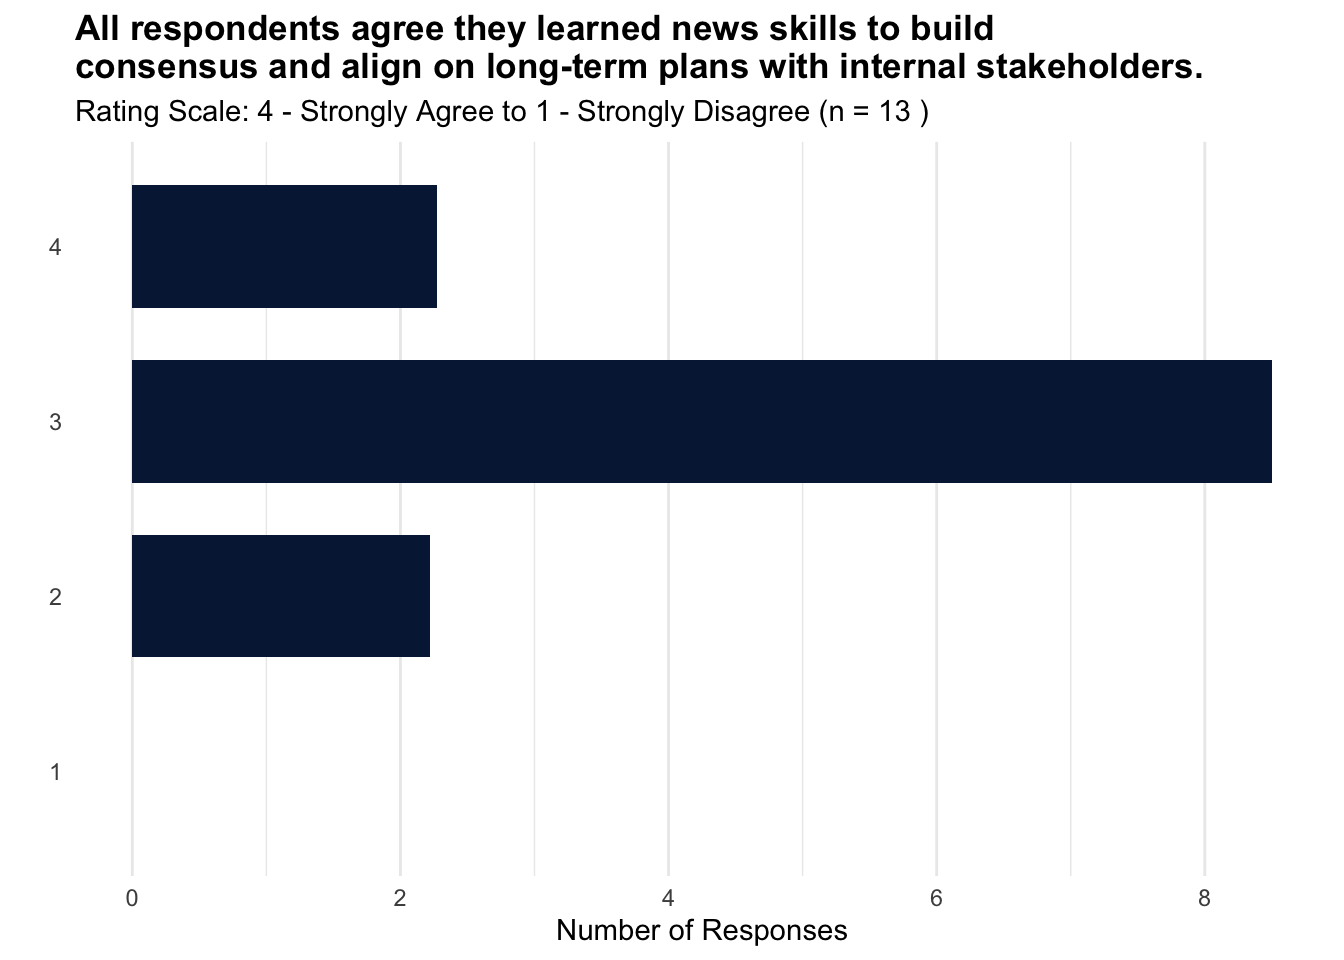 All respondents agree they learned news skills to build
consensus and align on long-term plans with internal stakeholders.
Rating Scale: 4 - Strongly Agree to 1 - Strongly Disagree (n = 13 )
4
3
2
1
0 2 4 6 8
Number of Responses